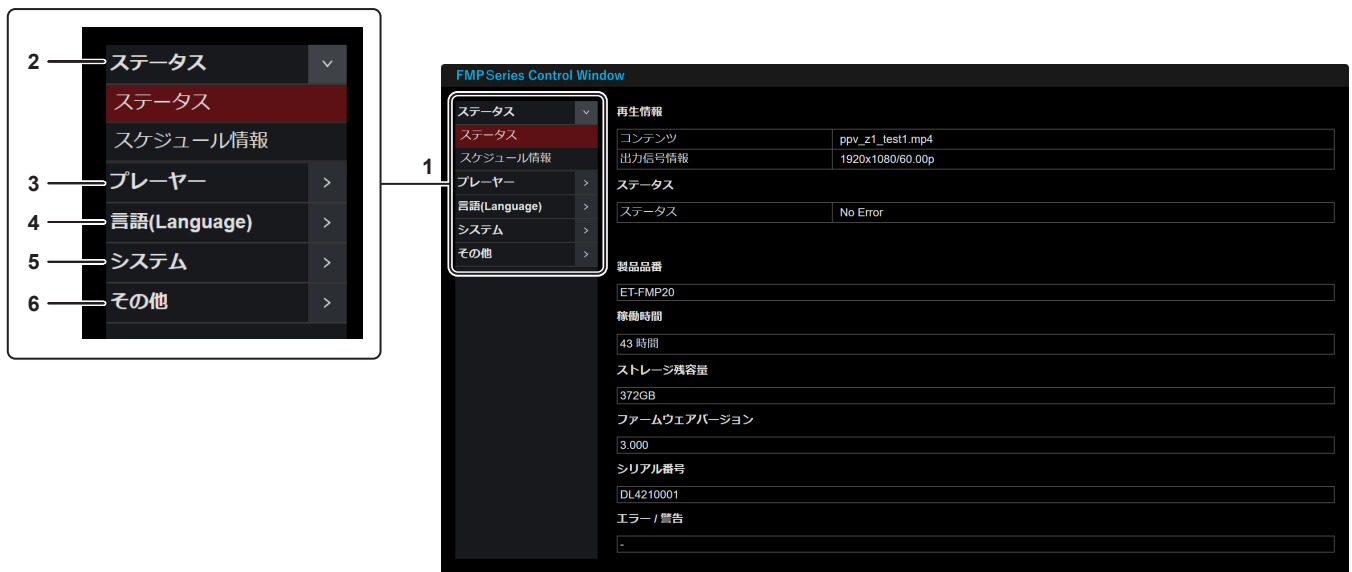 2
ステータス
ステータス
スケジュール情報
3
プレーヤー
4
言語(Language)
5
システム
6
その他
1
FMPSeries Control Window
ステータス
ステータス
スケジュール情報
プレーヤー
言語(Language)
システム
その他
再生情報
コンテンツ ppv_z1_test1.mp4
出力信号情報 1920x1080/60.00p
ステータス
ステータス No Error
製品品番
ET-FMP20
稼働時間
43 時間
ストレージ残容量
372GB
ファームウェアバージョン
3.000
シリアル番号
DL4210001
エラー / 警告
-